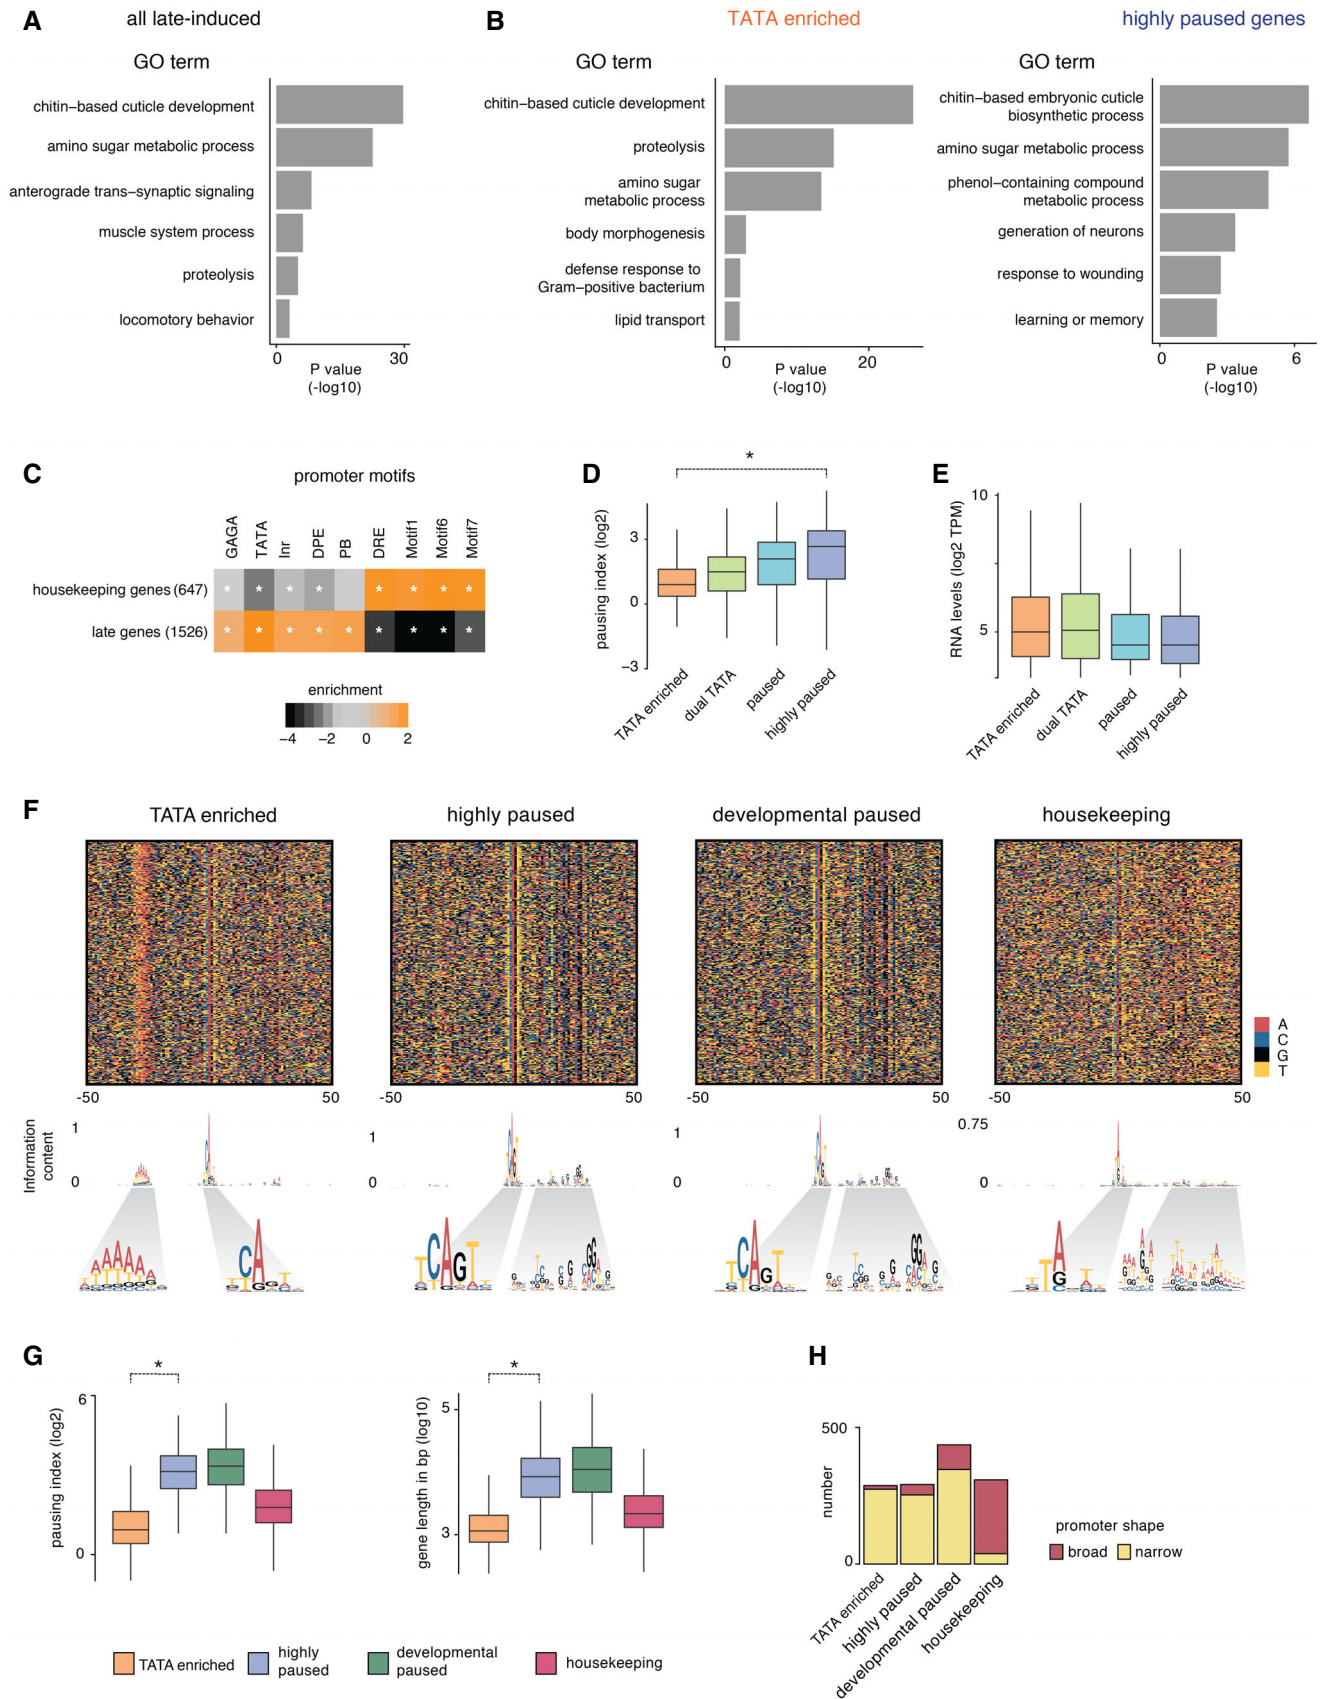 A
all late-induced
GO term
chitin–based cuticle development
amino sugar metabolic process
anterograde trans–synaptic signaling
muscle system process
proteolysis
locomotory behavior
0
30
P value
(-log10)
B
TATA enriched
GO term
chitin–based cuticle development
proteolysis
amino sugar
metabolic process
body morphogenesis
defense response to
Gram–positive bacterium
lipid transport
0
20
P value
(-log10)
highly paused genes
GO term
chitin–based embryonic cuticle
biosynthetic process
amino sugar metabolic process
phenol–containing compound
metabolic process
generation of neurons
response to wounding
learning or memory
0
6
P value
(-log10)
C
promoter motifs
GAGA
TATA
Inr
DPE
PB
DRE
Motif1
Motif6
Motif7
housekeeping genes (647)
* * * * * * * *
late genes (1526)
* * * * * * * * *
enrichment
−4
−2
0
2
D
*
pausing index (log2)
3
0
−3
TATA enriched
dual TATA
paused
highly paused
E
RNA levels (log2 TPM)
10
5
TATA enriched
dual TATA
paused
highly paused
F
TATA enriched
highly paused
developmental paused
housekeeping
A
C
G
T
-50
50
-50
50
-50
50
-50
50
Information
content
1
0
1
0
1
0
0.75
0
G
*
pausing index (log2)
6
0
*
gene length in bp (log10)
5
3
TATA enriched
highly
paused
developmental
paused
housekeeping
H
number
500
0
TATA enriched
highly paused
developmental paused
housekeeping
promoter shape
broad
narrow